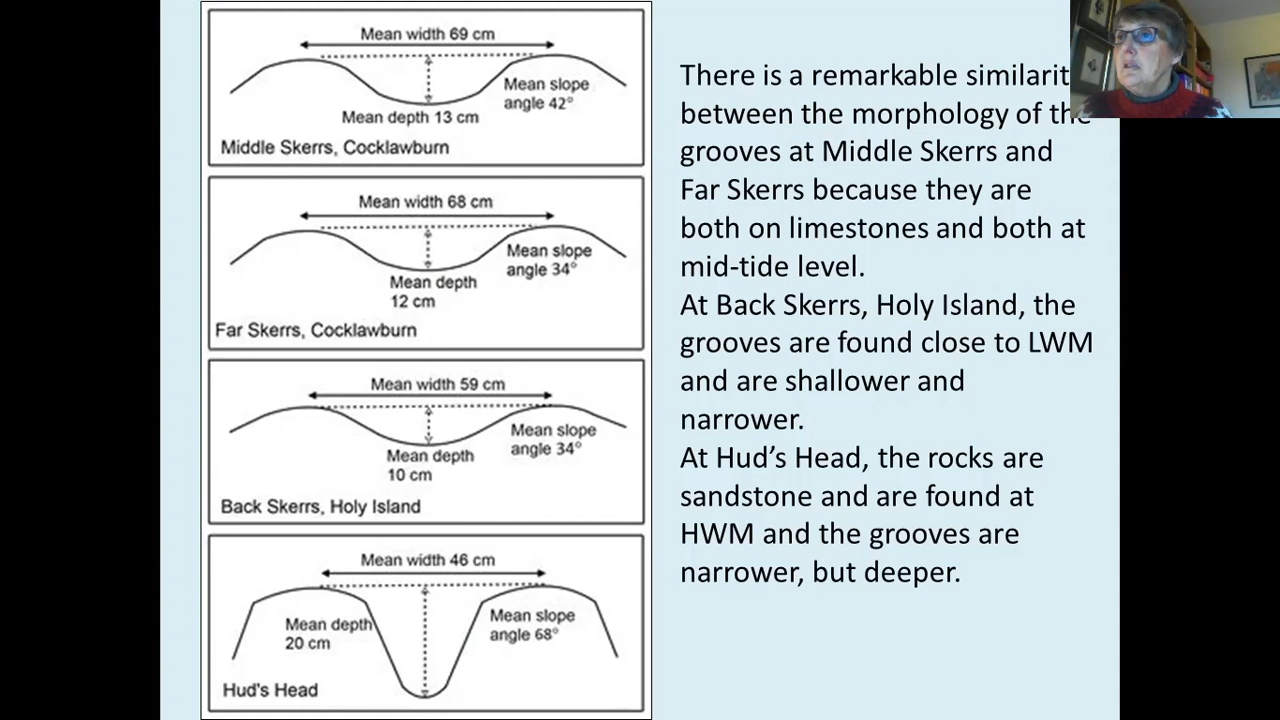 Mean width 69 cm
Mean slope
angle 42°
Mean depth 13 cm
Middle Skerrs, Cocklawburn
Mean width 68 cm
Mean slope
angle 34°
Mean depth
12 cm
Far Skerrs, Cocklawburn
Mean width 59 cm
Mean slope
angle 34°
Mean depth
10 cm
Back Skerrs, Holy Island
Mean width 46 cm
Mean depth
20 cm
Mean slope
angle 68°
Hud's Head
There is a remarkable similarit
between the morphology of the
grooves at Middle Skerrs and
Far Skerrs because they are
both on limestones and both at
mid-tide level.
At Back Skerrs, Holy Island, the
grooves are found close to LWM
and are shallower and
narrower.
At Hud’s Head, the rocks are
sandstone and are found at
HWM and the grooves are
narrower, but deeper.